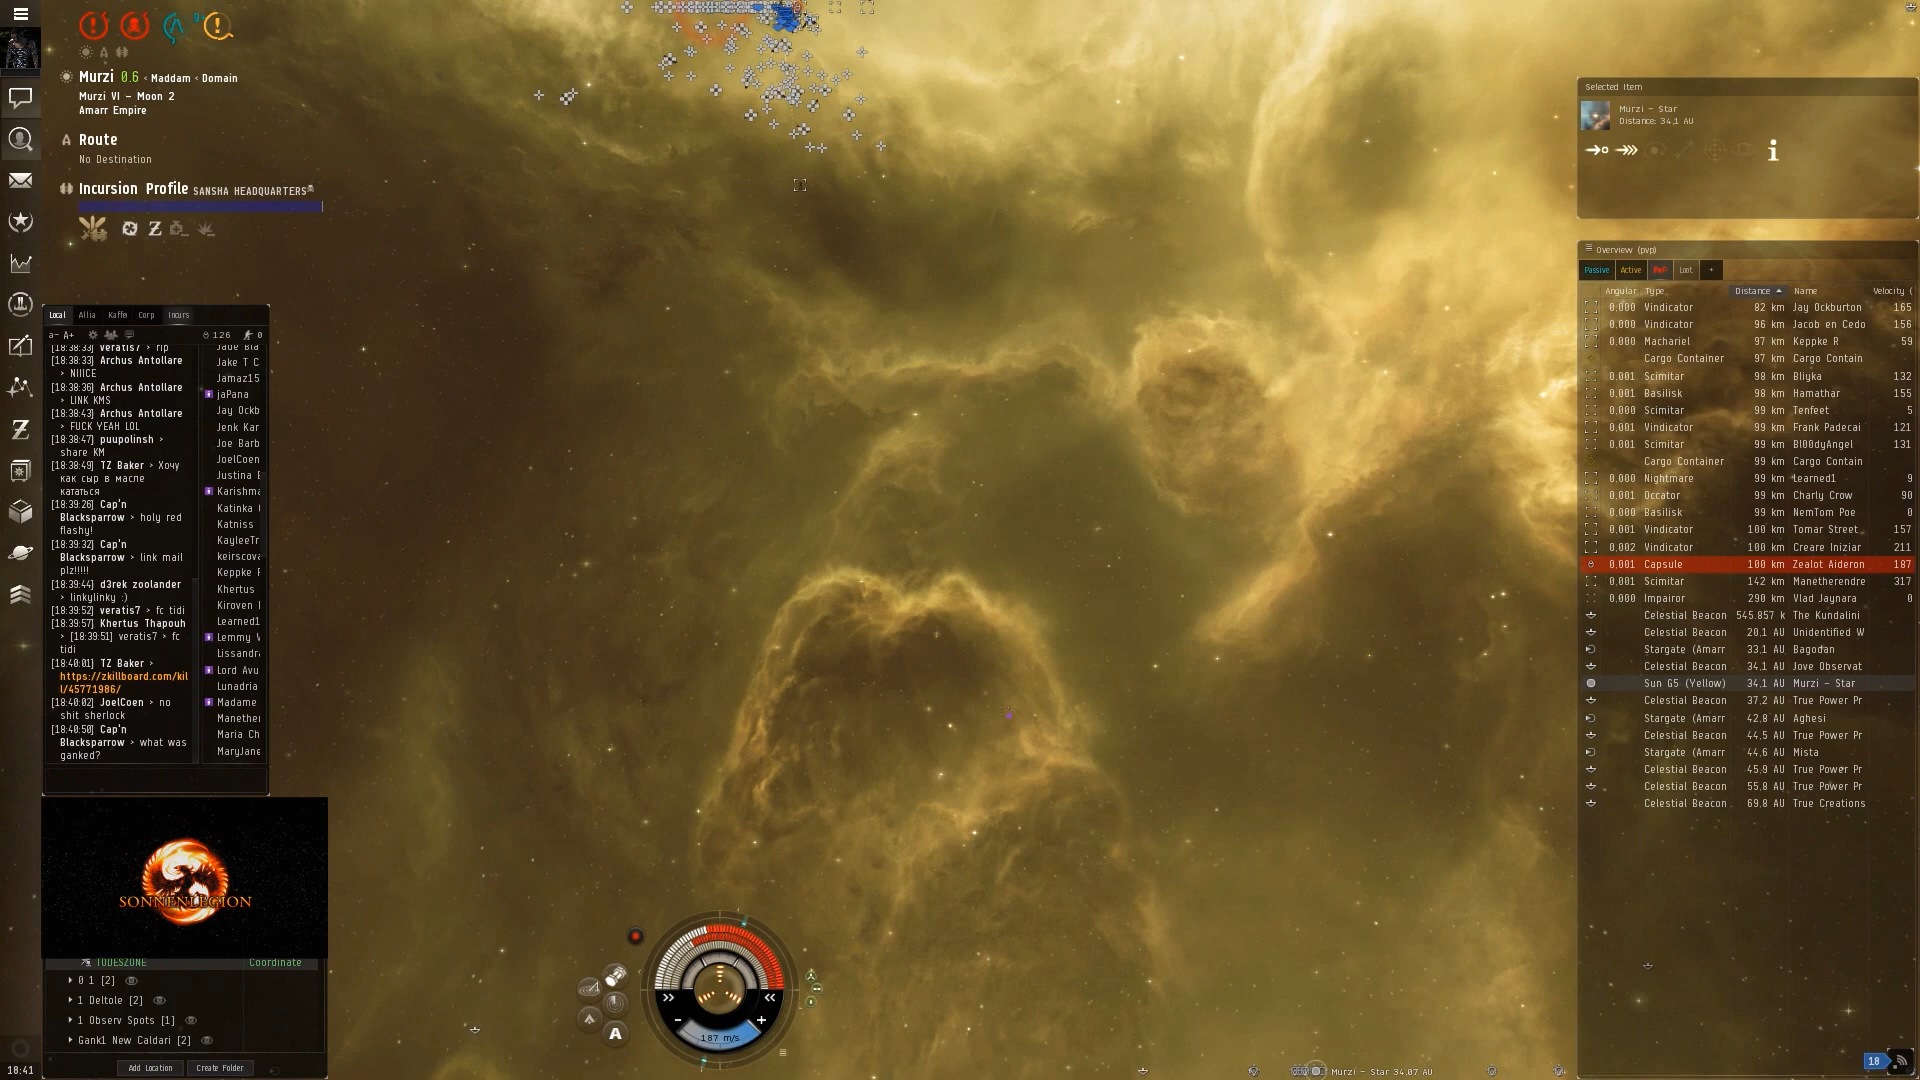 Murzi 0.6 < Maddam < Domain
Murzi VI - Moon 2
Amarr Empire
Route
No Destination
Incursion Profile SANSHA HEADQUARTERS
Local Allia Kaffe Corp Incurs
a- A+ 126 0
[18:38:33] veratis7 > rip
[18:38:33] Archus Antollare
> NIIICE
[18:38:36] Archus Antollare
> LINK KMS
[18:38:43] Archus Antollare
> FUCK YEAH LOL
[18:38:47] puupolinsh >
share KM
[18:38:49] TZ Baker > Хочу
как сыр в масле
кататься
[18:39:26] Cap'n
Blacksparrow > holy red
flashy!
[18:39:32] Cap'n
Blacksparrow > link mail
plz!!!!!
[18:39:44] d3rek zoolander
> linkylinky :)
[18:39:52] veratis7 > fc tidi
[18:39:57] Khertus Thapouh
> [18:39:51] veratis7 > fc
tidi
[18:40:01] TZ Baker >
https://zkillboard.com/kil
l/45771986/
[18:40:02] JoelCoen > no
shit sherlock
[18:40:50] Cap'n
Blacksparrow > what was
ganked?
Jade Bla
Jake T C
Jamaz15
jaPana
Jay Ockb
Jenk Kar
Joe Barb
JoelCoen
Justina
Karishma
Katinka
Katniss
KayleeTr
keirscova
Keppke
Khertus
Kiroven
Learned1
Lemmy
Lissandra
Lord Avu
Lunadria
Madame
Manether
Maria Ch
MaryJane
SONNENLEGION
TODESZONE Coordinate
0 1 [2]
1 Deltole [2]
1 Observ Spots [1]
Gank1 New Caldari [2]
Add Location Create Folder
18:41
A
187 m/s
Murzi - Star 34,07 AU
Selected Item
Murzi - Star
Distance: 34,1 AU
Overview (pvp)
Passive Active PvP Loot +
Angular Type Distance Name Velocity (
0,000 Vindicator 82 km Jay Ockburton 165
0,000 Vindicator 96 km Jacob en Cedo 156
0,000 Machariel 97 km Keppke R 59
Cargo Container 97 km Cargo Contain
0,001 Scimitar 98 km Bliyka 132
0,001 Basilisk 98 km Hamathar 155
0,000 Scimitar 99 km Tenfeet 5
0,001 Vindicator 99 km Frank Padecai 121
0,001 Scimitar 99 km Bl00dyAngel 131
Cargo Container 99 km Cargo Contain
0,000 Nightmare 99 km Learned1 9
0,001 Occator 99 km Charly Crow 90
0,000 Basilisk 99 km NemTom Poe 0
0,001 Vindicator 100 km Tomar Street 157
0,002 Vindicator 100 km Creare Iniziar 211
0,001 Capsule 100 km Zealot Aideron 187
0,001 Scimitar 142 km Manetherendre 317
0,000 Impairor 290 km Vlad Jaynara 0
Celestial Beacon 545.857 k The Kundalini
Celestial Beacon 20,1 AU Unidentified W
Stargate (Amarr 33,1 AU Bagodan
Celestial Beacon 34,1 AU Jove Observat
Sun G5 (Yellow) 34,1 AU Murzi - Star
Celestial Beacon 37,2 AU True Power Pr
Stargate (Amarr 42,8 AU Aghesi
Celestial Beacon 44,5 AU True Power Pr
Stargate (Amarr 44,6 AU Mista
Celestial Beacon 45,9 AU True Power Pr
Celestial Beacon 55,8 AU True Power Pr
Celestial Beacon 69,8 AU True Creations
18